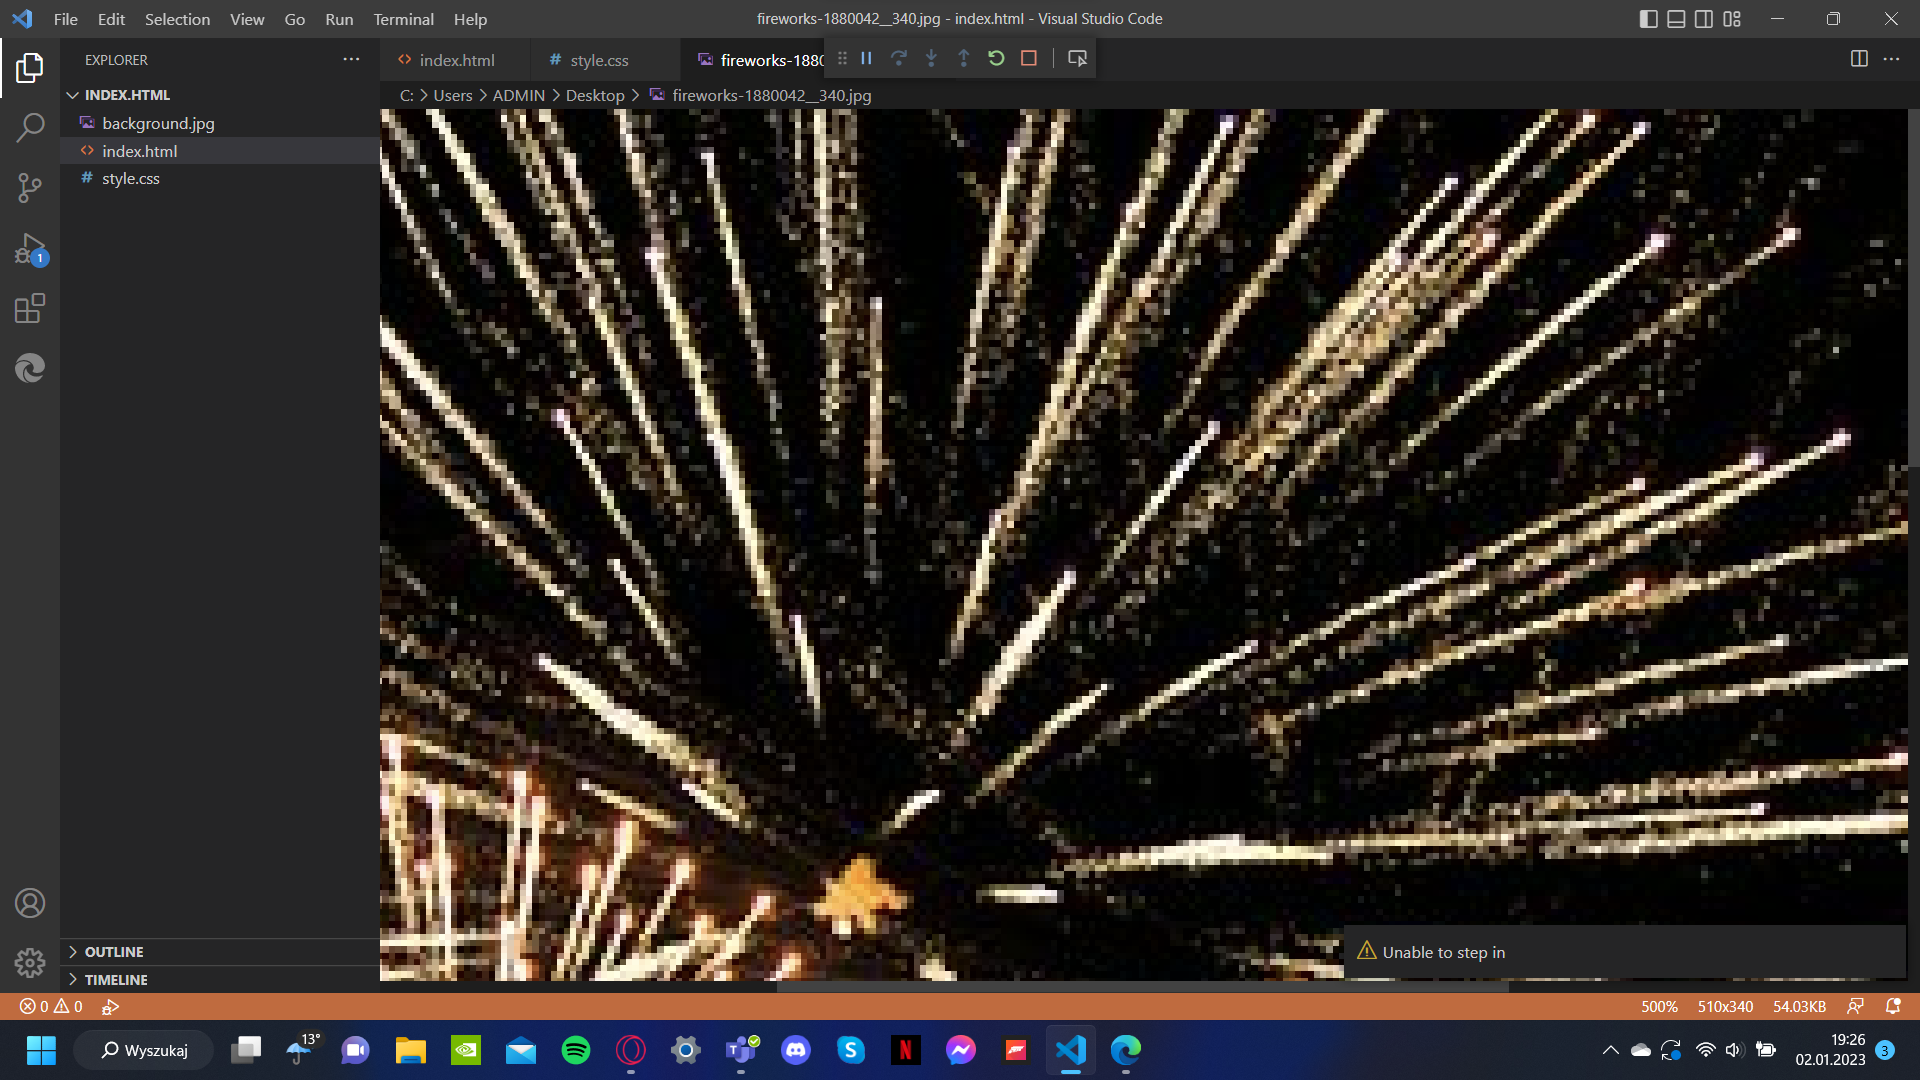 File Edit Selection View Go Run Terminal Help
fireworks-1880042__340.jpg - index.html - Visual Studio Code
EXPLORER
index.html
style.css
fireworks-1880
INDEX.HTML
C: Users ADMIN Desktop fireworks-1880042__340.jpg
background.jpg
index.html
style.css
1
Unable to step in
OUTLINE
TIMELINE
0 0
500% 510x340 54.03KB
Wyszukaj
13°
19:26
02.01.2023
3